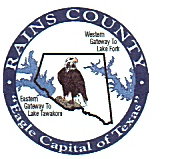 RAINS COUNTY
Western
Gateway To
Lake Fork
Eastern
Gateway To
Lake Tawakoni
"Eagle Capital of Texas"